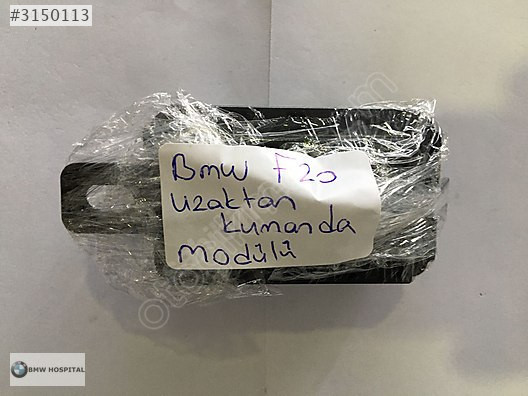 #3150113
BMW F20
uzaktan
kumanda
modülü
BMW HOSPITAL